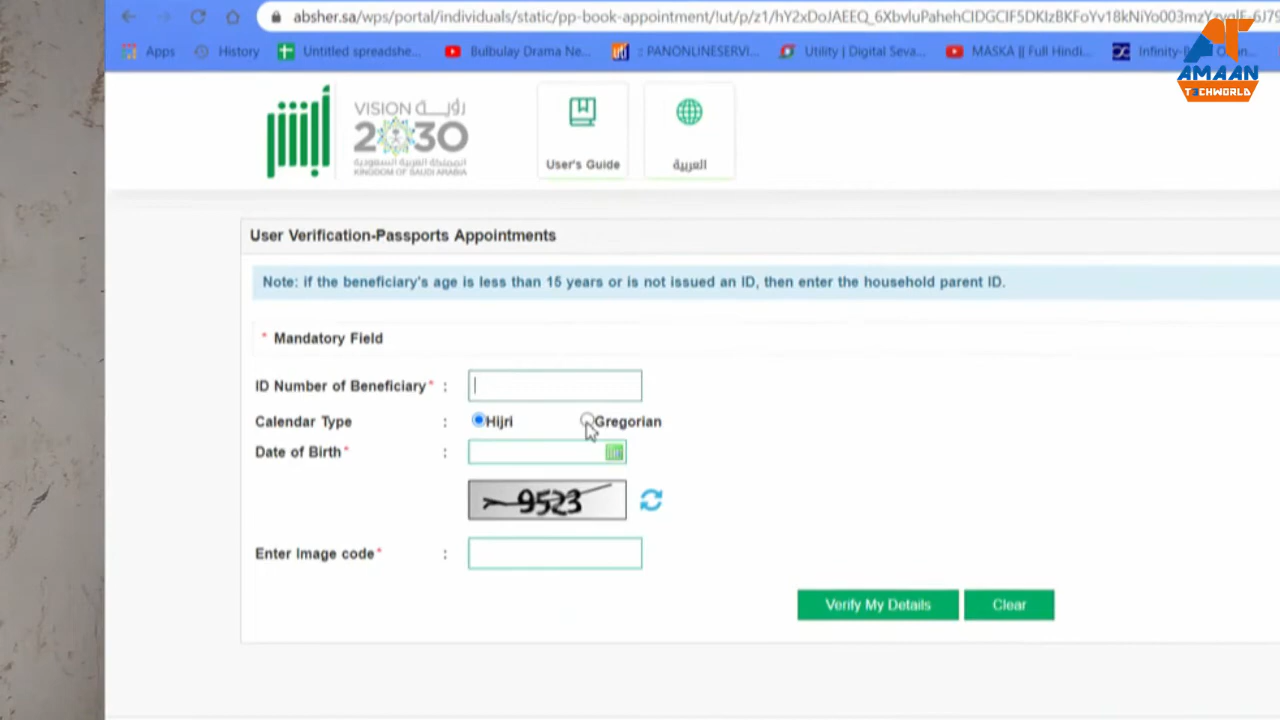 absher.sa/wps/portal/individuals/static/pp-book-appointment/!ut/p/z1/
Apps History Untitled spreadshe... Bulbulay Drama Ne... :: PANONLINESERVI... Utility | Digital Seva... MASKA || Full Hindi...
AMAAN
TECHWORLD
أبشر
VISION رؤية
2030
المملكة العربية السعودية
KINGDOM OF SAUDI ARABIA
User's Guide
العربية
User Verification-Passports Appointments
Note: if the beneficiary's age is less than 15 years or is not issued an ID, then enter the household parent ID.
* Mandatory Field
ID Number of Beneficiary* :
Calendar Type : Hijri Gregorian
Date of Birth* :
9523
Enter Image code* :
Verify My Details Clear